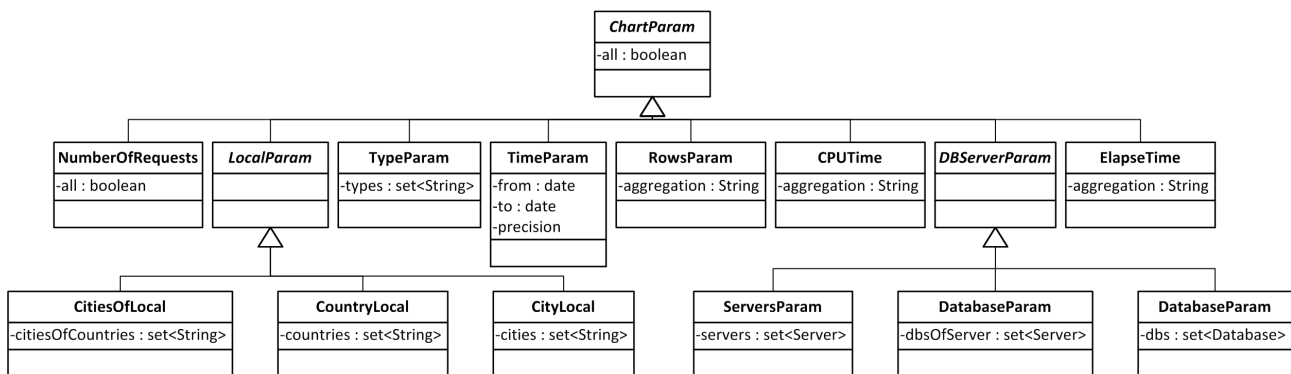 ChartParam
-all : boolean
NumberOfRequests
-all : boolean
LocalParam
TypeParam
-types : set<String>
TimeParam
-from : date
-to : date
-precision
RowsParam
-aggregation : String
CPUTime
-aggregation : String
DBServerParam
ElapseTime
-aggregation : String
CitiesOfLocal
-citiesOfCountries : set<String>
CountryLocal
-countries : set<String>
CityLocal
-cities : set<String>
ServersParam
-servers : set<Server>
DatabaseParam
-dbsOfServer : set<Server>
DatabaseParam
-dbs : set<Database>